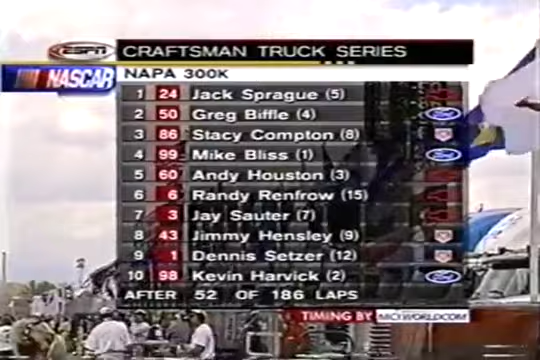 ESPN
CRAFTSMAN TRUCK SERIES
NASCAR
NAPA 300K
1 24 Jack Sprague (5)
2 50 Greg Biffle (4) Ford
3 86 Stacy Compton (8)
4 99 Mike Bliss (1) Ford
5 60 Andy Houston (3)
6 6 Randy Renfrow (15)
7 3 Jay Sauter (7)
8 43 Jimmy Hensley (9)
9 1 Dennis Setzer (12)
10 98 Kevin Harvick (2) Ford
AFTER 52 OF 186 LAPS
TIMING BY